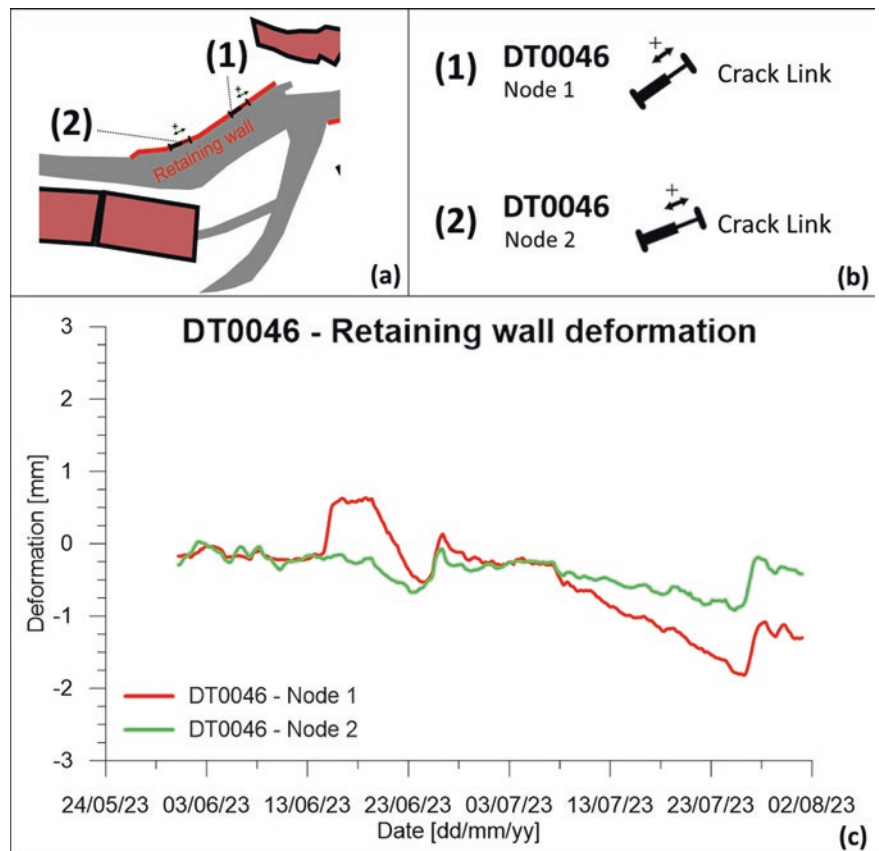 (1)
(2)
Retaining wall
(a)
(1) DT0046
Node 1
Crack Link
+
(2) DT0046
Node 2
Crack Link
+
(b)
DT0046 - Retaining wall deformation
Deformation [mm]
3
2
1
0
-1
-2
-3
DT0046 - Node 1
DT0046 - Node 2
24/05/23 03/06/23 13/06/23 23/06/23 03/07/23 13/07/23 23/07/23 02/08/23
Date [dd/mm/yy]
(c)